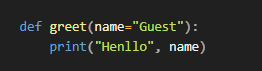 def greet(name="Guest"):
    print("Henllo", name)